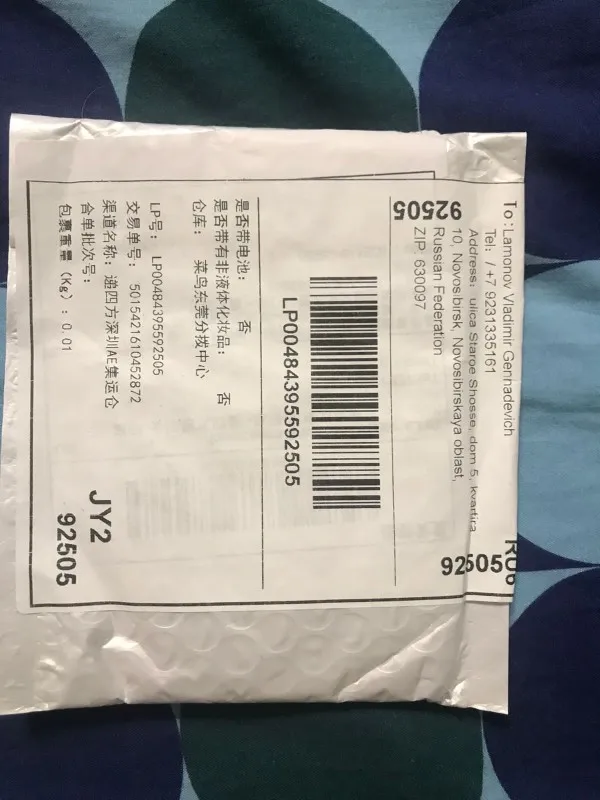 To: Lamonov Vladimir Gennadevich
Tel: / +7 9231335161
Address: ulica Staroe Shosse, dom 5, kvartira
10, Novosibirsk, Novosibirskaya oblast,
Russian Federation
ZIP: 630097
92505
92505
LP00484395592505
是否带电池： 否
是否带有非液体化妆品： 否
仓库： 菜鸟东莞分拨中心
LP号： LP00484395592505
交易单号： 5015421610452872
渠道名称：递四方深圳AE集运仓
合单批次号：
包裹重量（Kg）：0.01
JY2
92505